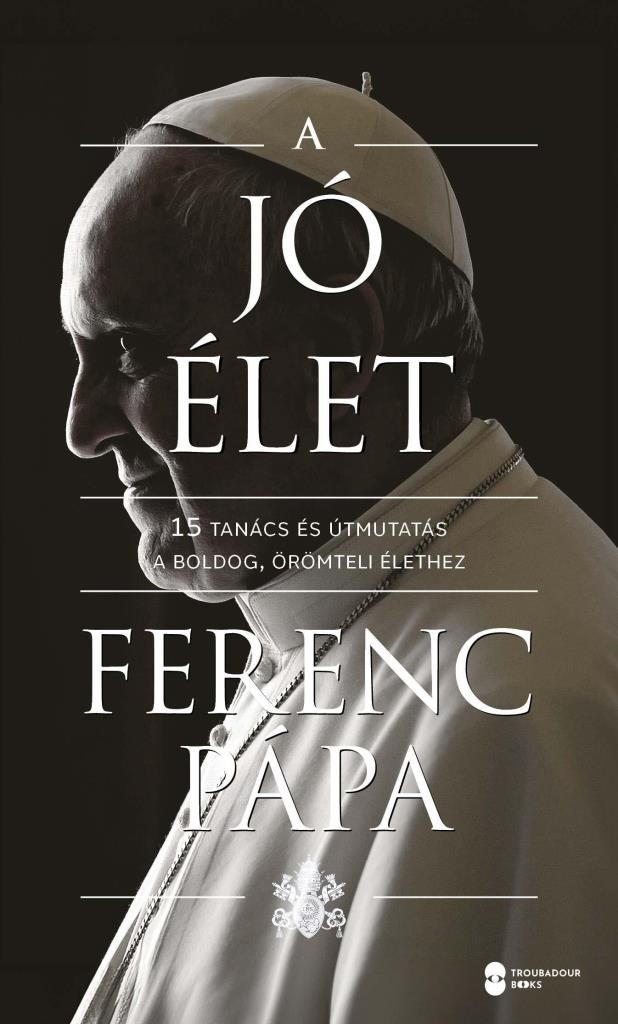 A
JÓ
ÉLET
15 TANÁCS ÉS ÚTMUTATÁS
A BOLDOG, ÖRÖMTELI ÉLETHEZ
FERENC
PÁPA
TROUBADOUR
BOOKS